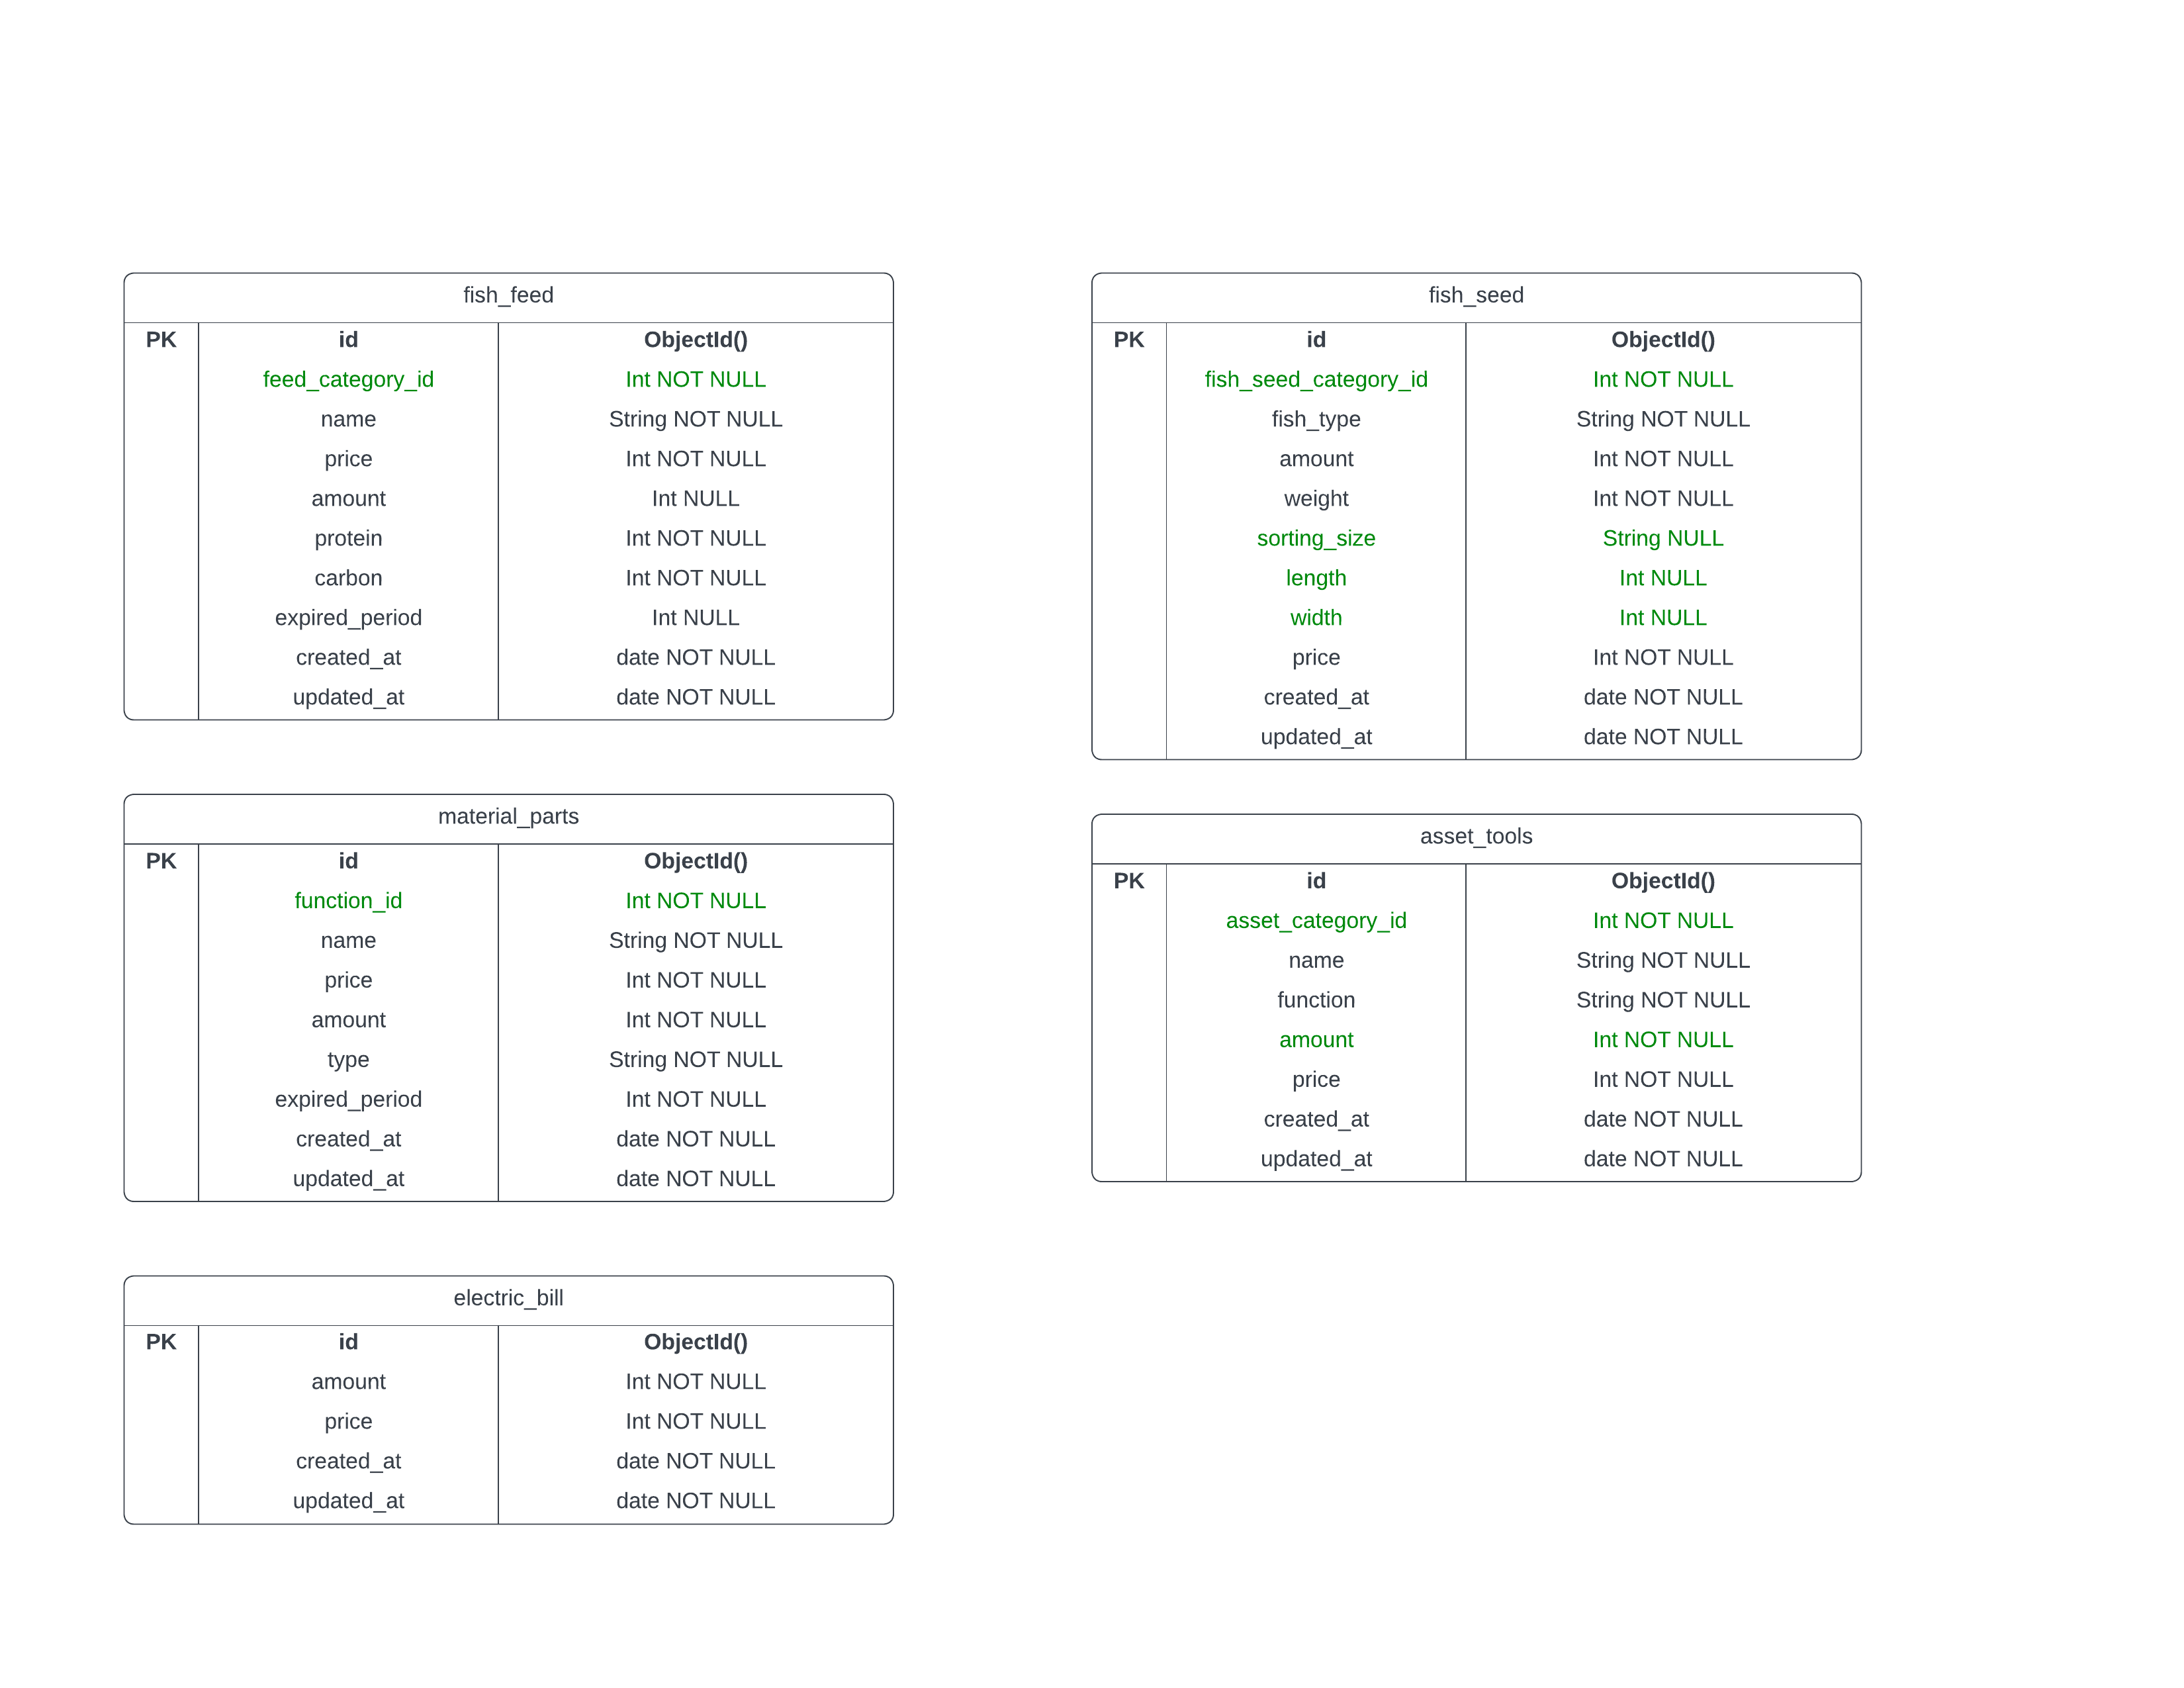 fish_feed
PK id ObjectId()
feed_category_id Int NOT NULL
name String NOT NULL
price Int NOT NULL
amount Int NULL
protein Int NOT NULL
carbon Int NOT NULL
expired_period Int NULL
created_at date NOT NULL
updated_at date NOT NULL
fish_seed
PK id ObjectId()
fish_seed_category_id Int NOT NULL
fish_type String NOT NULL
amount Int NOT NULL
weight Int NOT NULL
sorting_size String NULL
length Int NULL
width Int NULL
price Int NOT NULL
created_at date NOT NULL
updated_at date NOT NULL
material_parts
PK id ObjectId()
function_id Int NOT NULL
name String NOT NULL
price Int NOT NULL
amount Int NOT NULL
type String NOT NULL
expired_period Int NOT NULL
created_at date NOT NULL
updated_at date NOT NULL
asset_tools
PK id ObjectId()
asset_category_id Int NOT NULL
name String NOT NULL
function String NOT NULL
amount Int NOT NULL
price Int NOT NULL
created_at date NOT NULL
updated_at date NOT NULL
electric_bill
PK id ObjectId()
amount Int NOT NULL
price Int NOT NULL
created_at date NOT NULL
updated_at date NOT NULL